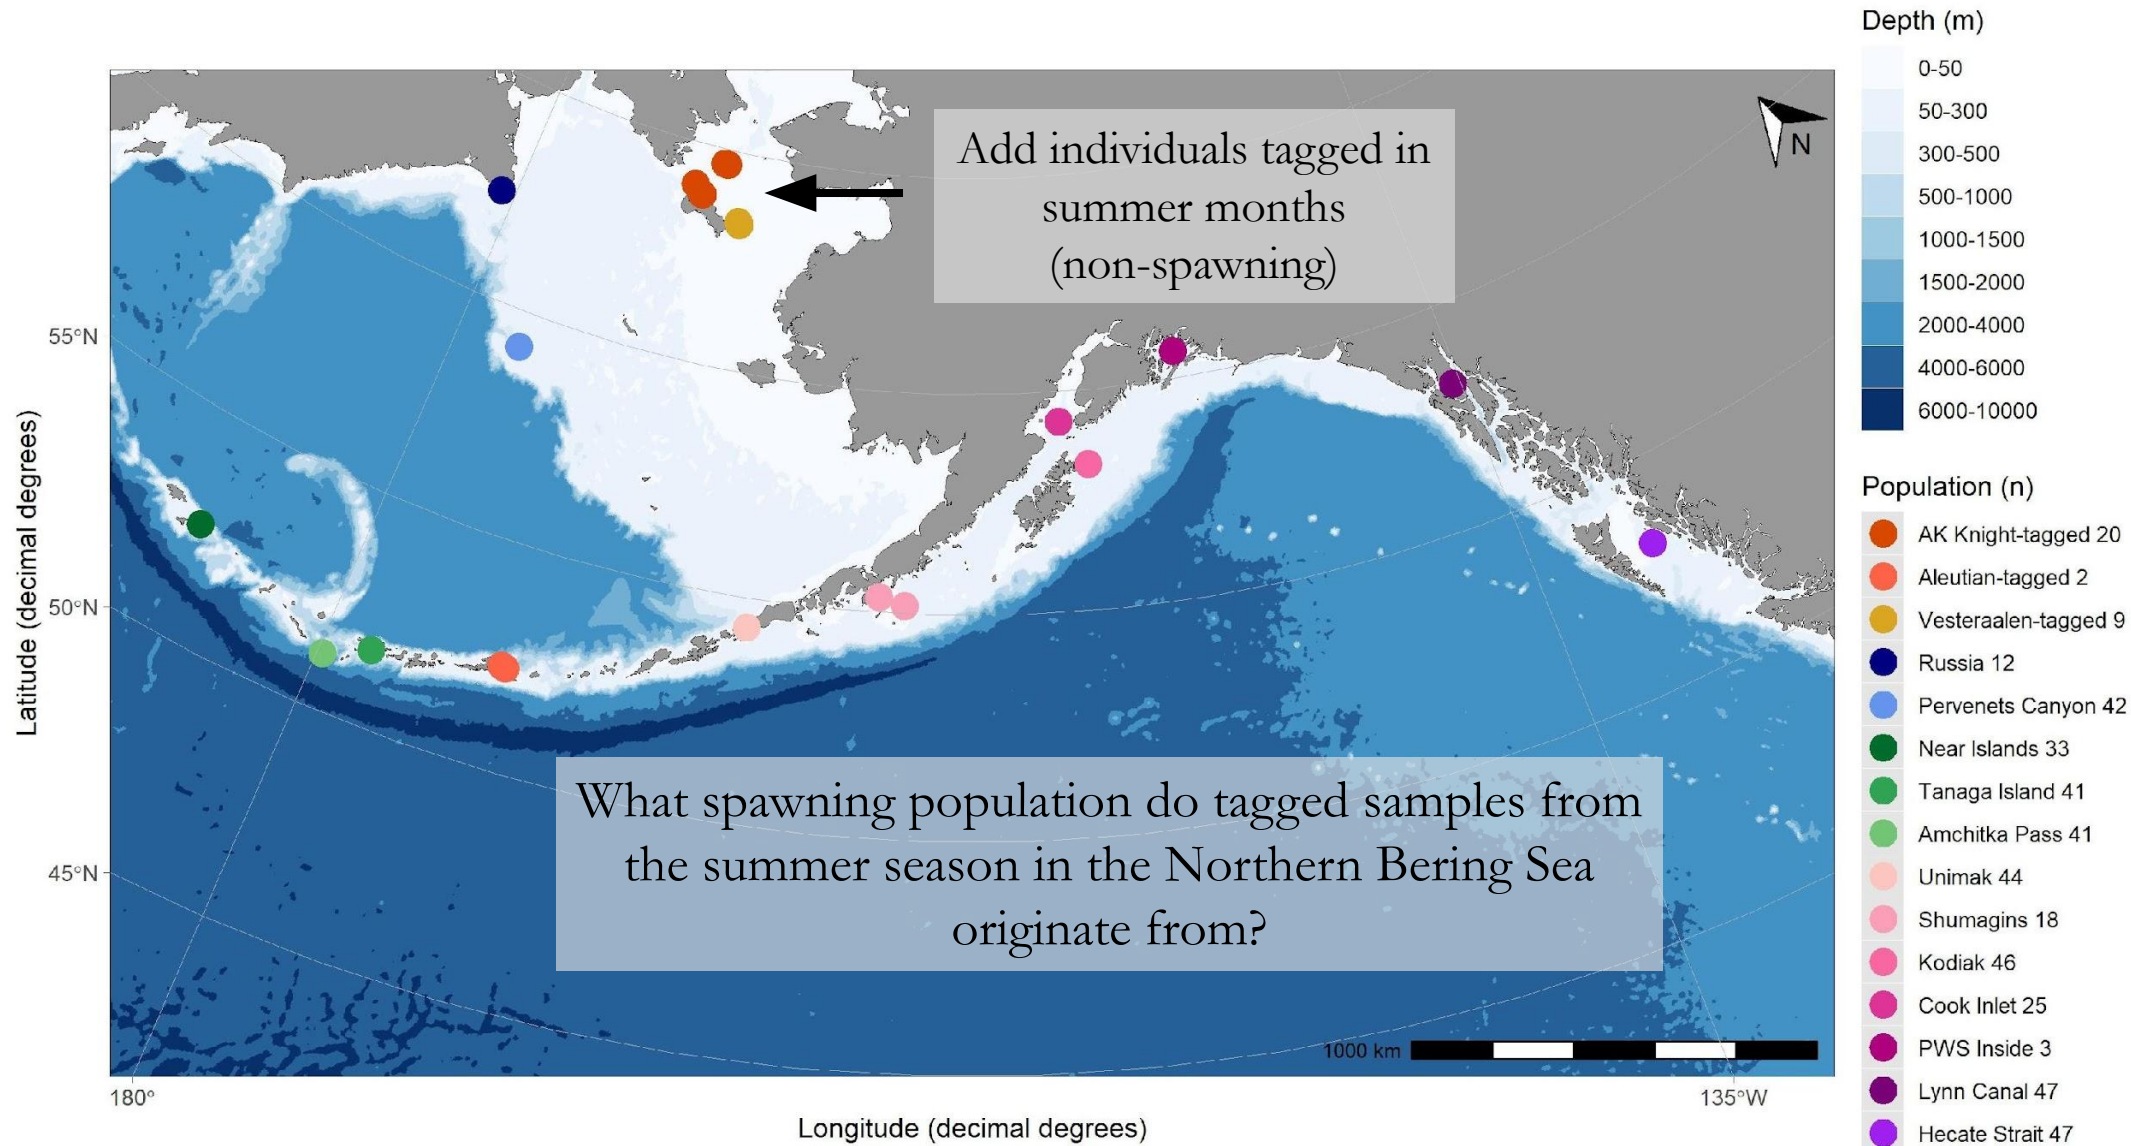 Depth (m)
0-50
50-300
300-500
500-1000
1000-1500
1500-2000
2000-4000
4000-6000
6000-10000
Population (n)
AK Knight-tagged 20
Aleutian-tagged 2
Vesteraalen-tagged 9
Russia 12
Pervenets Canyon 42
Near Islands 33
Tanaga Island 41
Amchitka Pass 41
Unimak 44
Shumagins 18
Kodiak 46
Cook Inlet 25
PWS Inside 3
Lynn Canal 47
Hecate Strait 47
N
Add individuals tagged in
summer months
(non-spawning)
What spawning population do tagged samples from
the summer season in the Northern Bering Sea
originate from?
1000 km
Latitude (decimal degrees)
55°N
50°N
45°N
180°
135°W
Longitude (decimal degrees)